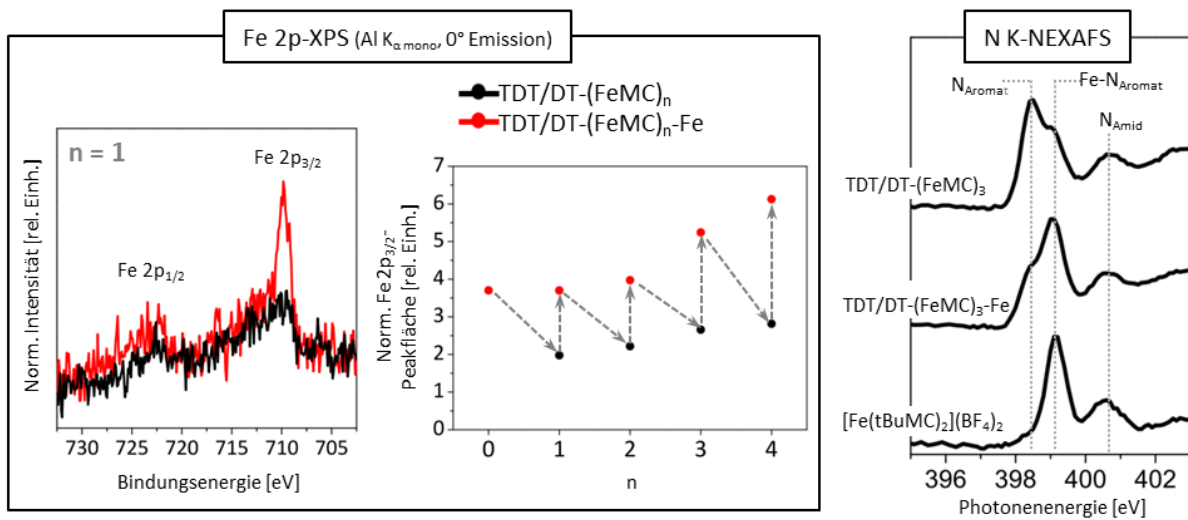 Fe 2p-XPS (Al Kα mono, 0° Emission)
TDT/DT-(FeMC)n
TDT/DT-(FeMC)n-Fe
n = 1
Fe 2p3/2
Fe 2p1/2
Norm. Intensität [rel. Einh.]
730 725 720 715 710 705
Bindungsenergie [eV]
Norm. Fe 2p3/2-
Peakfläche [rel. Einh.]
7
6
5
4
3
2
1
0
0 1 2 3 4
n
N K-NEXAFS
NAromat
Fe-NAromat
NAmid
TDT/DT-(FeMC)3
TDT/DT-(FeMC)3-Fe
[Fe(tBuMC)2](BF4)2
396 398 400 402
Photonenenergie [eV]